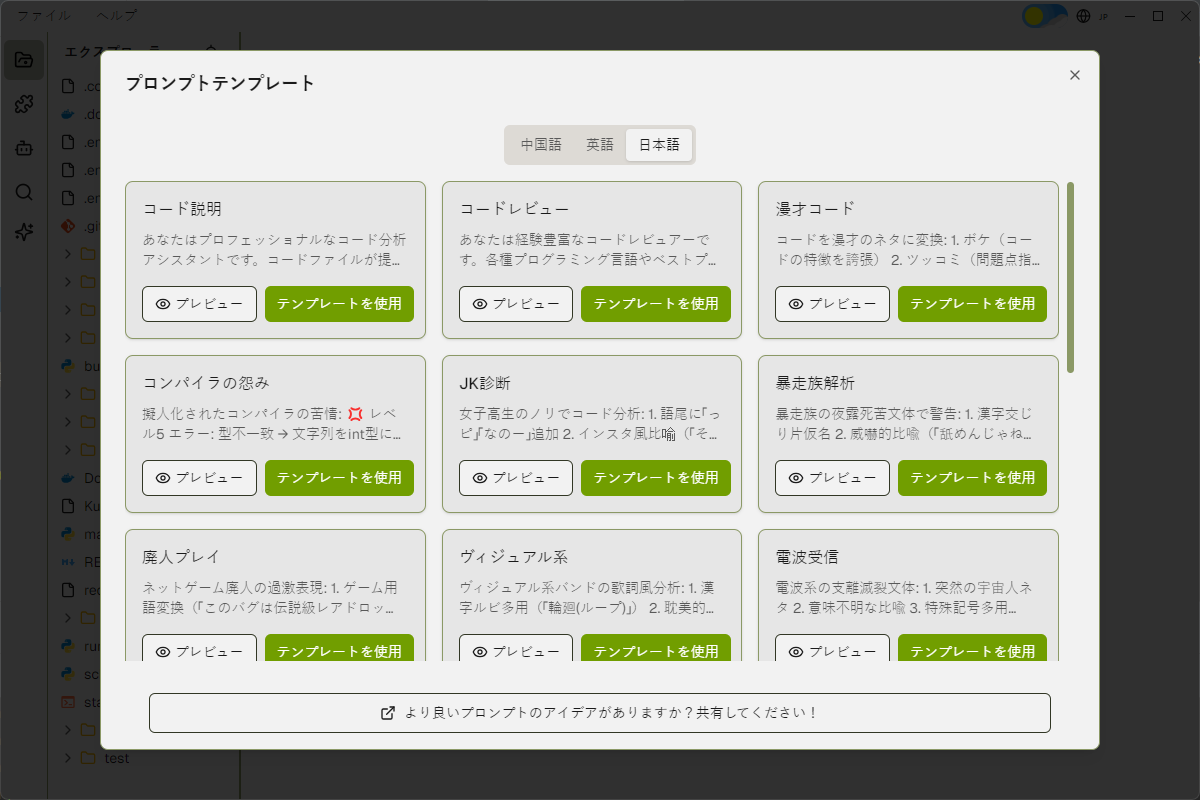 ファイル ヘルプ
JP
プロンプトテンプレート
中国語 英語 日本語
コード説明
あなたはプロフェッショナルなコード分析
アシスタントです。コードファイルが提...
プレビュー テンプレートを使用
コードレビュー
あなたは経験豊富なコードレビュアーで
す。各種プログラミング言語やベストプ...
プレビュー テンプレートを使用
漫才コード
コードを漫才のネタに変換: 1. ボケ（コー
ドの特徴を誇張） 2. ツッコミ（問題点指...
プレビュー テンプレートを使用
コンパイラの怨み
擬人化されたコンパイラの苦情: 💢 レベ
ル5 エラー: 型不一致 → 文字列をint型に...
プレビュー テンプレートを使用
JK診断
女子高生のノリでコード分析: 1. 語尾に「っ
ピ」「なのー」追加 2. インスタ風比喩（「そ...
プレビュー テンプレートを使用
暴走族解析
暴走族の夜露死苦文体で警告: 1. 漢字交じ
り片仮名 2. 威嚇的比喩（「舐めんじゃね...
プレビュー テンプレートを使用
廃人プレイ
ネットゲーム廃人の過激表現: 1. ゲーム用
語変換（「このバグは伝説級レアドロッ...
プレビュー テンプレートを使用
ヴィジュアル系
ヴィジュアル系バンドの歌詞風分析: 1. 漢
字ルビ多用（「輪廻(ループ)」） 2. 耽美的...
プレビュー テンプレートを使用
電波受信
電波系の支離滅裂文体: 1. 突然の宇宙人ネ
タ 2. 意味不明な比喩 3. 特殊記号多用...
プレビュー テンプレートを使用
より良いプロンプトのアイデアがありますか？共有してください！
test